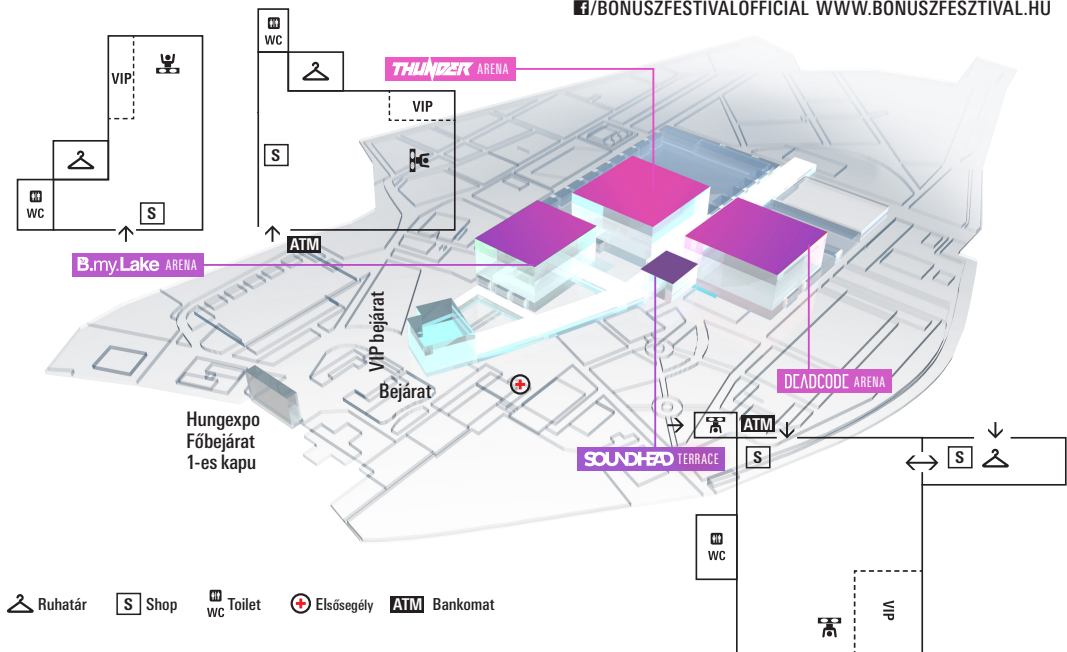 /BONUSZFESTIVALOFFICIAL WWW.BONUSZFESZTIVAL.HU
WC
VIP
THUNDER ARENA
VIP
S
WC
S
ATM
B.my.Lake ARENA
VIP bejárat
Bejárat
DEADCODE ARENA
Hungexpo
Főbejárat
1-es kapu
ATM
SOUNDHEAD TERRACE
S
S
WC
VIP
Ruhatár
S Shop
WC Toilet
Elsősegély
ATM Bankomat